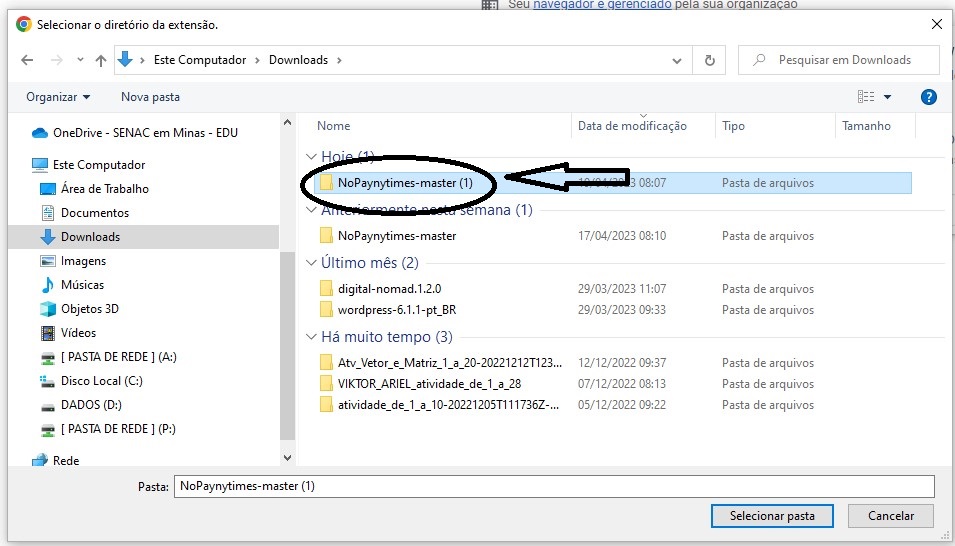 Seu navegador é gerenciado pela sua organização
Selecionar o diretório da extensão.
Este Computador > Downloads >
Pesquisar em Downloads
Organizar
Nova pasta
OneDrive - SENAC em Minas - EDU
Este Computador
Área de Trabalho
Documentos
Downloads
Imagens
Músicas
Objetos 3D
Vídeos
[ PASTA DE REDE ] (A:)
Disco Local (C:)
DADOS (D:)
[ PASTA DE REDE ] (P:)
Rede
Nome Data de modificação Tipo Tamanho
Hoje (1)
NoPaynytimes-master (1) 2023 08:07 Pasta de arquivos
Anteriormente nesta semana (1)
NoPaynytimes-master 17/04/2023 08:10 Pasta de arquivos
Último mês (2)
digital-nomad.1.2.0 29/03/2023 11:07 Pasta de arquivos
wordpress-6.1.1-pt_BR 29/03/2023 09:33 Pasta de arquivos
Há muito tempo (3)
Atv_Vetor_e_Matriz_1_a_20-20221212T123... 12/12/2022 09:37 Pasta de arquivos
VIKTOR_ARIEL_atividade_de_1_a_28 07/12/2022 08:13 Pasta de arquivos
atividade_de_1_a_10-20221205T111736Z-... 05/12/2022 09:22 Pasta de arquivos
Pasta: NoPaynytimes-master (1)
Selecionar pasta
Cancelar